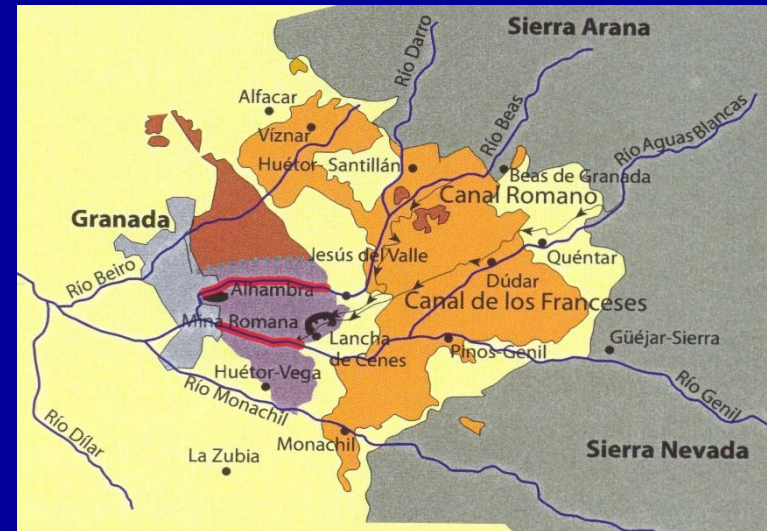 Sierra Arana
Río Darro
Alfacar
Río Beas
Víznar
Río Aguas Blancas
Huétor-Santillán
Beas de Granada
Canal Romano
Granada
Jesús del Valle
Quéntar
Río Beiro
Dúdar
Alhambra
Canal de los Franceses
Mina Romana
Lancha
de Cenes
Pinos-Genil
Güéjar-Sierra
Huétor-Vega
Río Genil
Río Monachil
Río Dílar
Monachil
Sierra Nevada
La Zubia